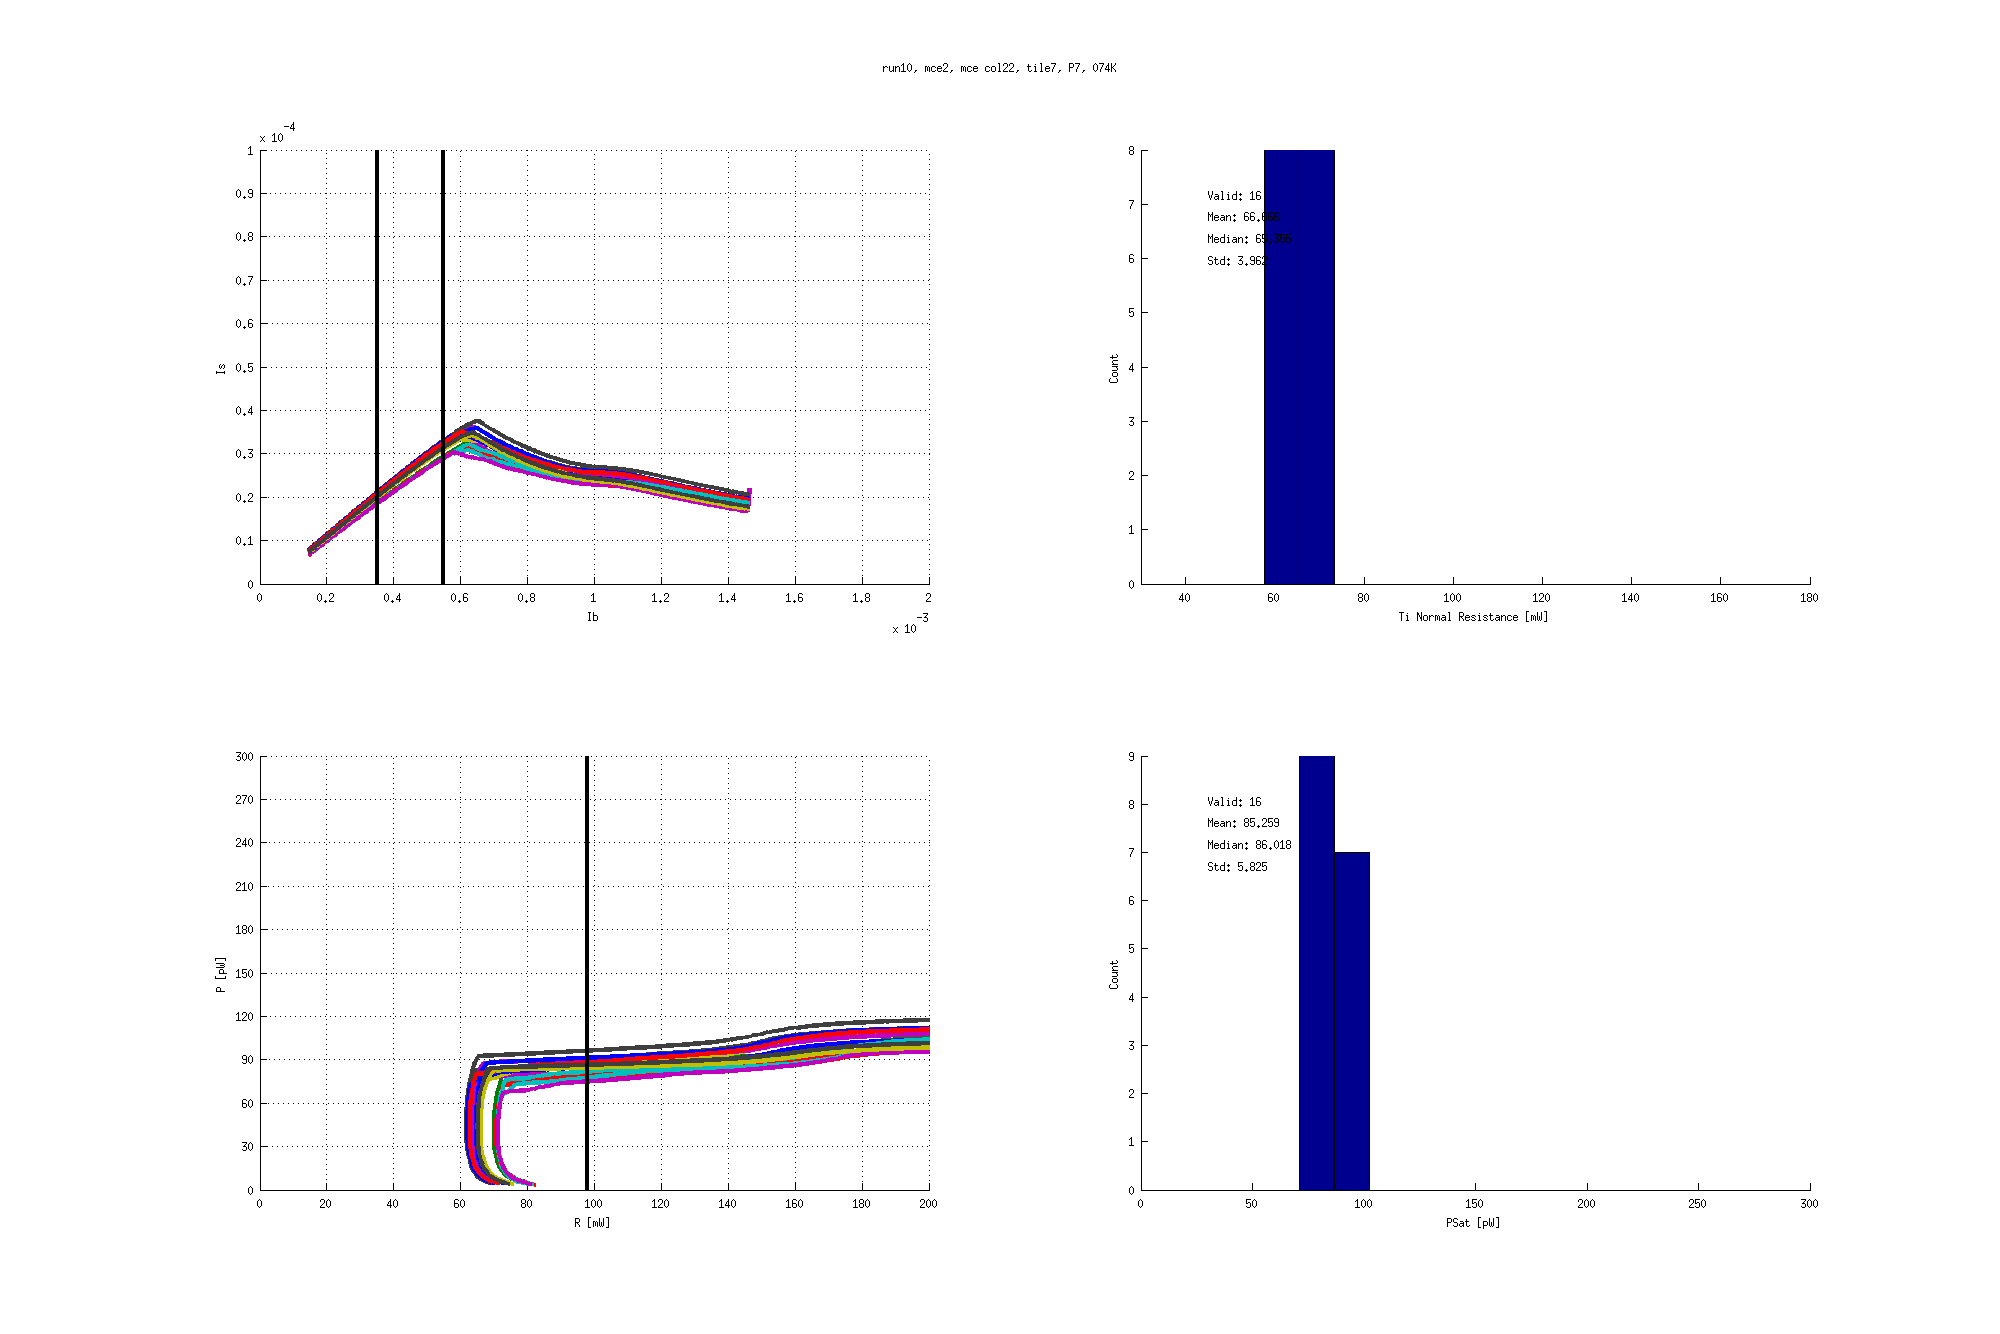 run10, mce2, mce col22, tile7, P7, 074K
x 10
-4
1
0.9
0.8
0.7
0.6
0.5
0.4
0.3
0.2
0.1
0
Is
0 0.2 0.4 0.6 0.8 1 1.2 1.4 1.6 1.8 2
Ib
x 10
-3
8
7
6
5
4
3
2
1
0
Count
Valid: 16
Mean: 66.666
Median:
Std: 3.962
40 60 80 100 120 140 160 180
Ti Normal Resistance [mW]
300
270
240
210
180
150
120
90
60
30
0
P [pW]
0 20 40 60 80 100 120 140 160 180 200
R [mW]
9
8
7
6
5
4
3
2
1
0
Count
Valid: 16
Mean: 85.259
Median: 86.018
Std: 5.825
0 50 100 150 200 250 300
PSat [pW]